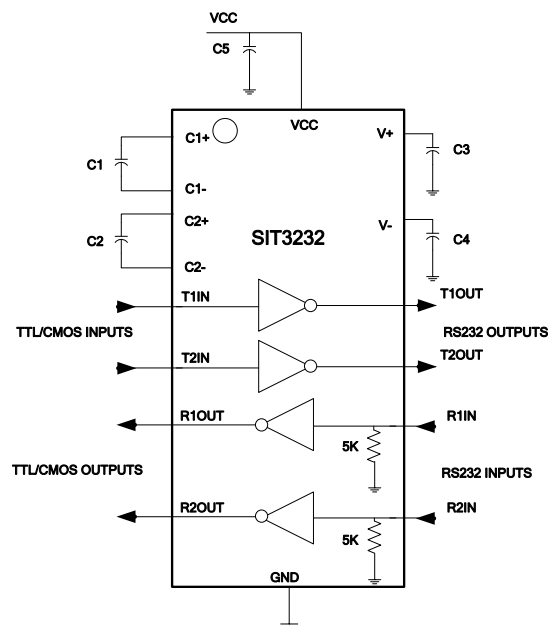 VCC
C5
VCC
C1+
V+
C3
C1
C1-
C2+
V-
C2
SIT3232
C4
C2-
T1IN
T1OUT
TTL/CMOS INPUTS
RS232 OUTPUTS
T2IN
T2OUT
R1OUT
R1IN
5K
TTL/CMOS OUTPUTS
RS232 INPUTS
R2OUT
R2IN
5K
GND